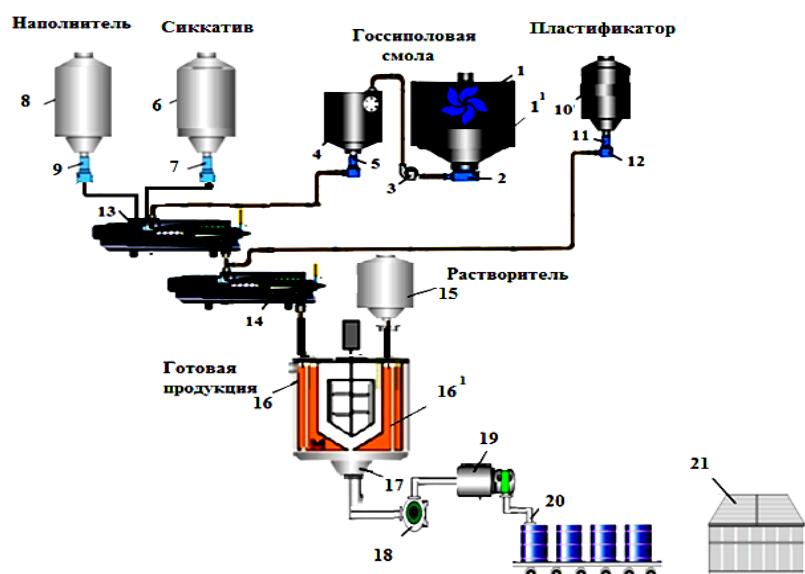 Наполнитель
Сиккатив
Госсиполовая
смола
Пластификатор
8
6
4
5
3
1
1¹
2
10
11
12
9
7
13
14
Растворитель
15
Готовая
продукция
16
16¹
17
18
19
20
21